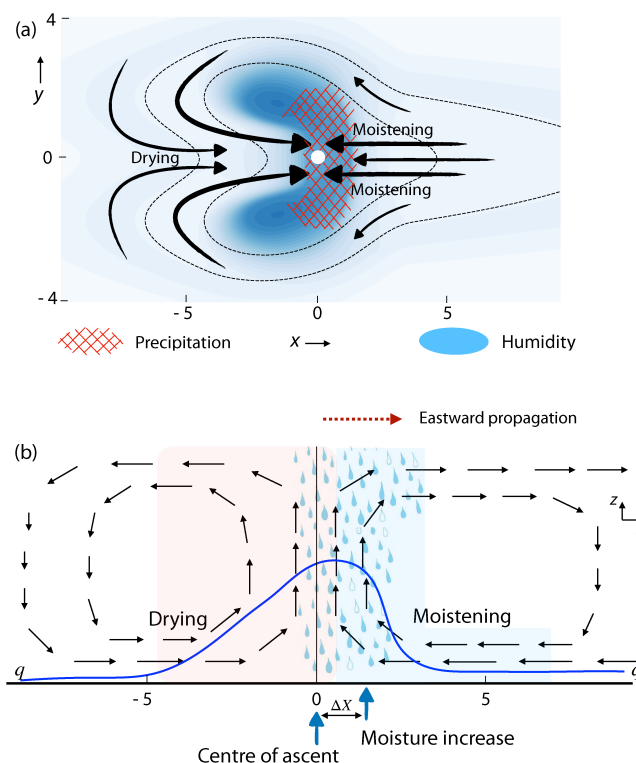 (a)
4
y
0
- 4
Drying
Moistening
Moistening
- 5
0
5
Precipitation
x
Humidity
Eastward propagation
(b)
z
Drying
Moistening
q
q
- 5
0
ΔX
5
Centre of ascent
Moisture increase